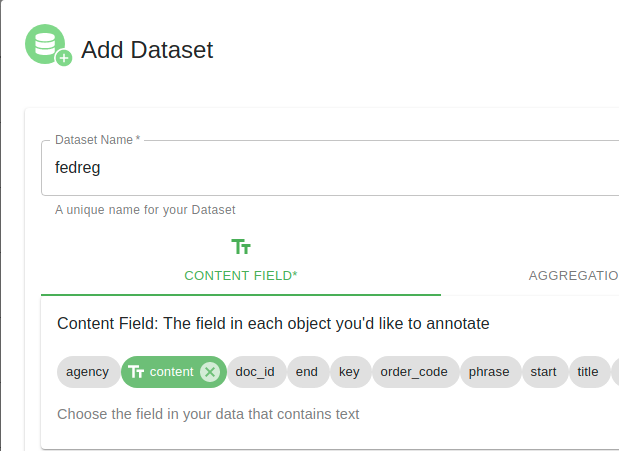 Add Dataset
Dataset Name *
fedreg
A unique name for your Dataset
CONTENT FIELD* AGGREGATIO
Content Field: The field in each object you'd like to annotate
agency content doc_id end key order_code phrase start title
Choose the field in your data that contains text